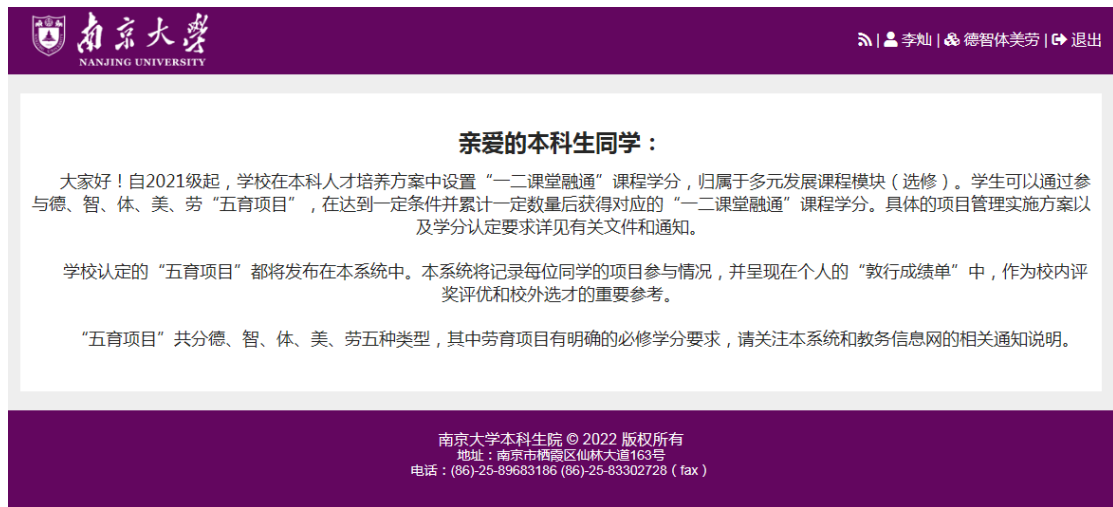 南京大学
NANJING UNIVERSITY
| 李灿 | 德智体美劳 | 退出
亲爱的本科生同学：
大家好！自2021级起，学校在本科人才培养方案中设置“一二课堂融通”课程学分，归属于多元发展课程模块（选修）。学生可以通过参
与德、智、体、美、劳“五育项目”，在达到一定条件并累计一定数量后获得对应的“一二课堂融通”课程学分。具体的项目管理实施方案以
及学分认定要求详见有关文件和通知。
学校认定的“五育项目”都将发布在本系统中。本系统将记录每位同学的项目参与情况，并呈现在个人的“敦行成绩单”中，作为校内评
奖评优和校外选才的重要参考。
“五育项目”共分德、智、体、美、劳五种类型，其中劳育项目有明确的必修学分要求，请关注本系统和教务信息网的相关通知说明。
南京大学本科生院 © 2022 版权所有
地址：南京市栖霞区仙林大道163号
电话：(86)-25-89683186 (86)-25-83302728（fax）